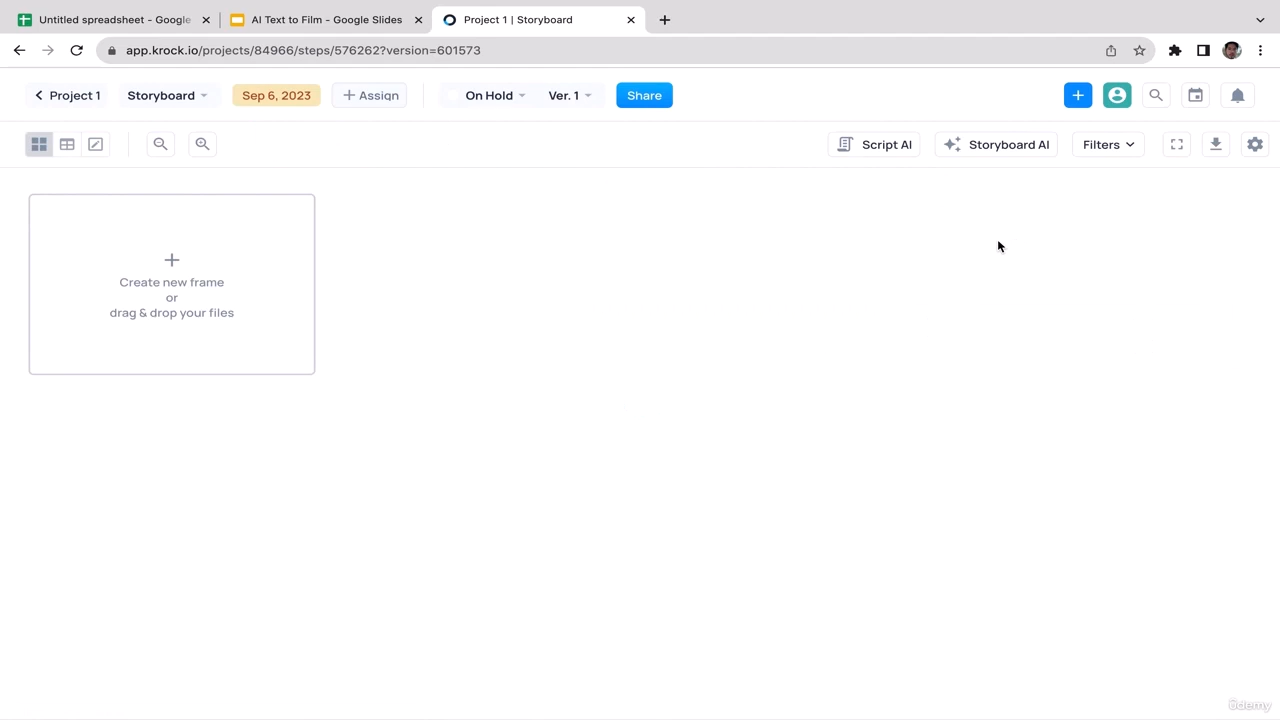 Untitled spreadsheet - Google
AI Text to Film - Google Slides
Project 1 | Storyboard
app.krock.io/projects/84966/steps/576262?version=601573
Project 1
Storyboard
Sep 6, 2023
Assign
On Hold
Ver. 1
Share
Script AI
Storyboard AI
Filters
Create new frame
or
drag & drop your files
ûdemy